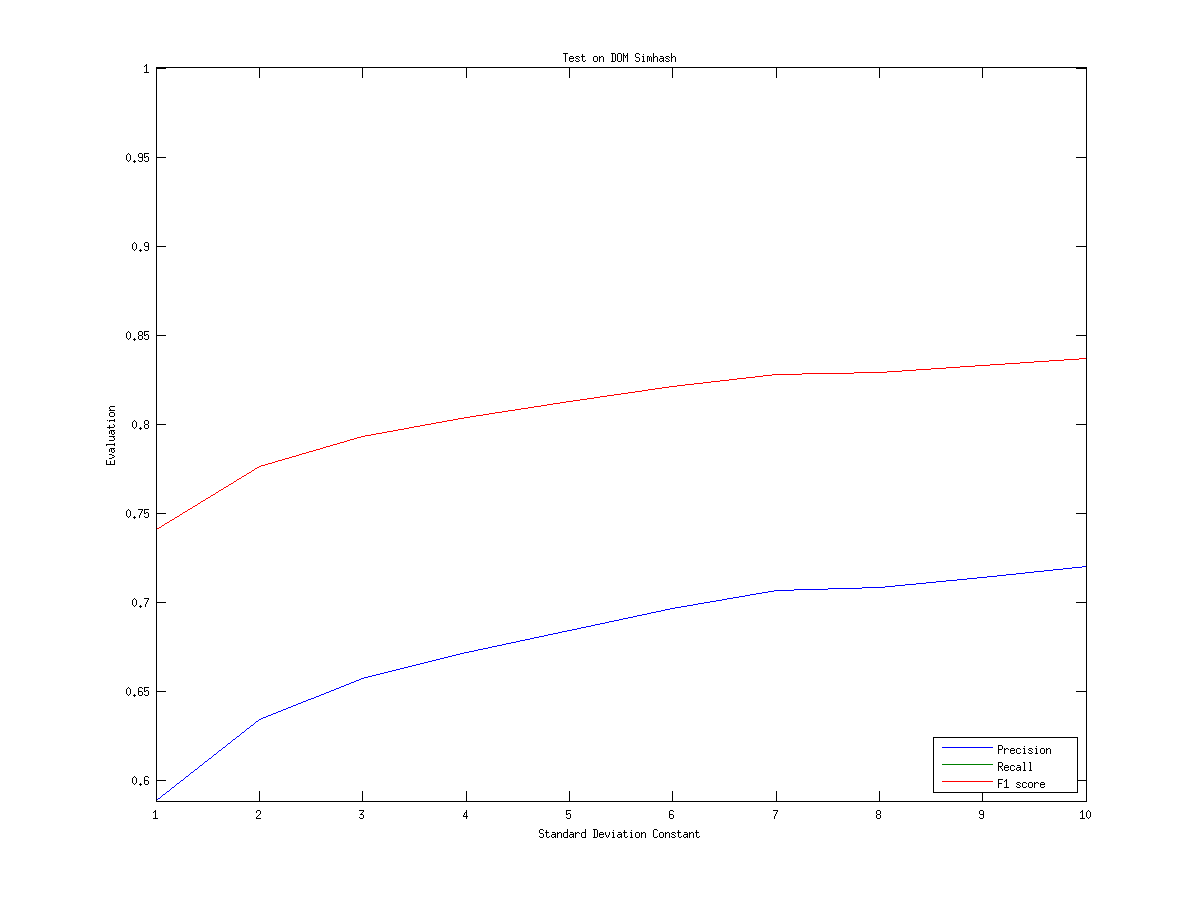 Test on DOM Simhash
1
0.95
0.9
0.85
0.8
0.75
0.7
0.65
0.6
Evaluation
Precision
Recall
F1 score
1 2 3 4 5 6 7 8 9 10
Standard Deviation Constant